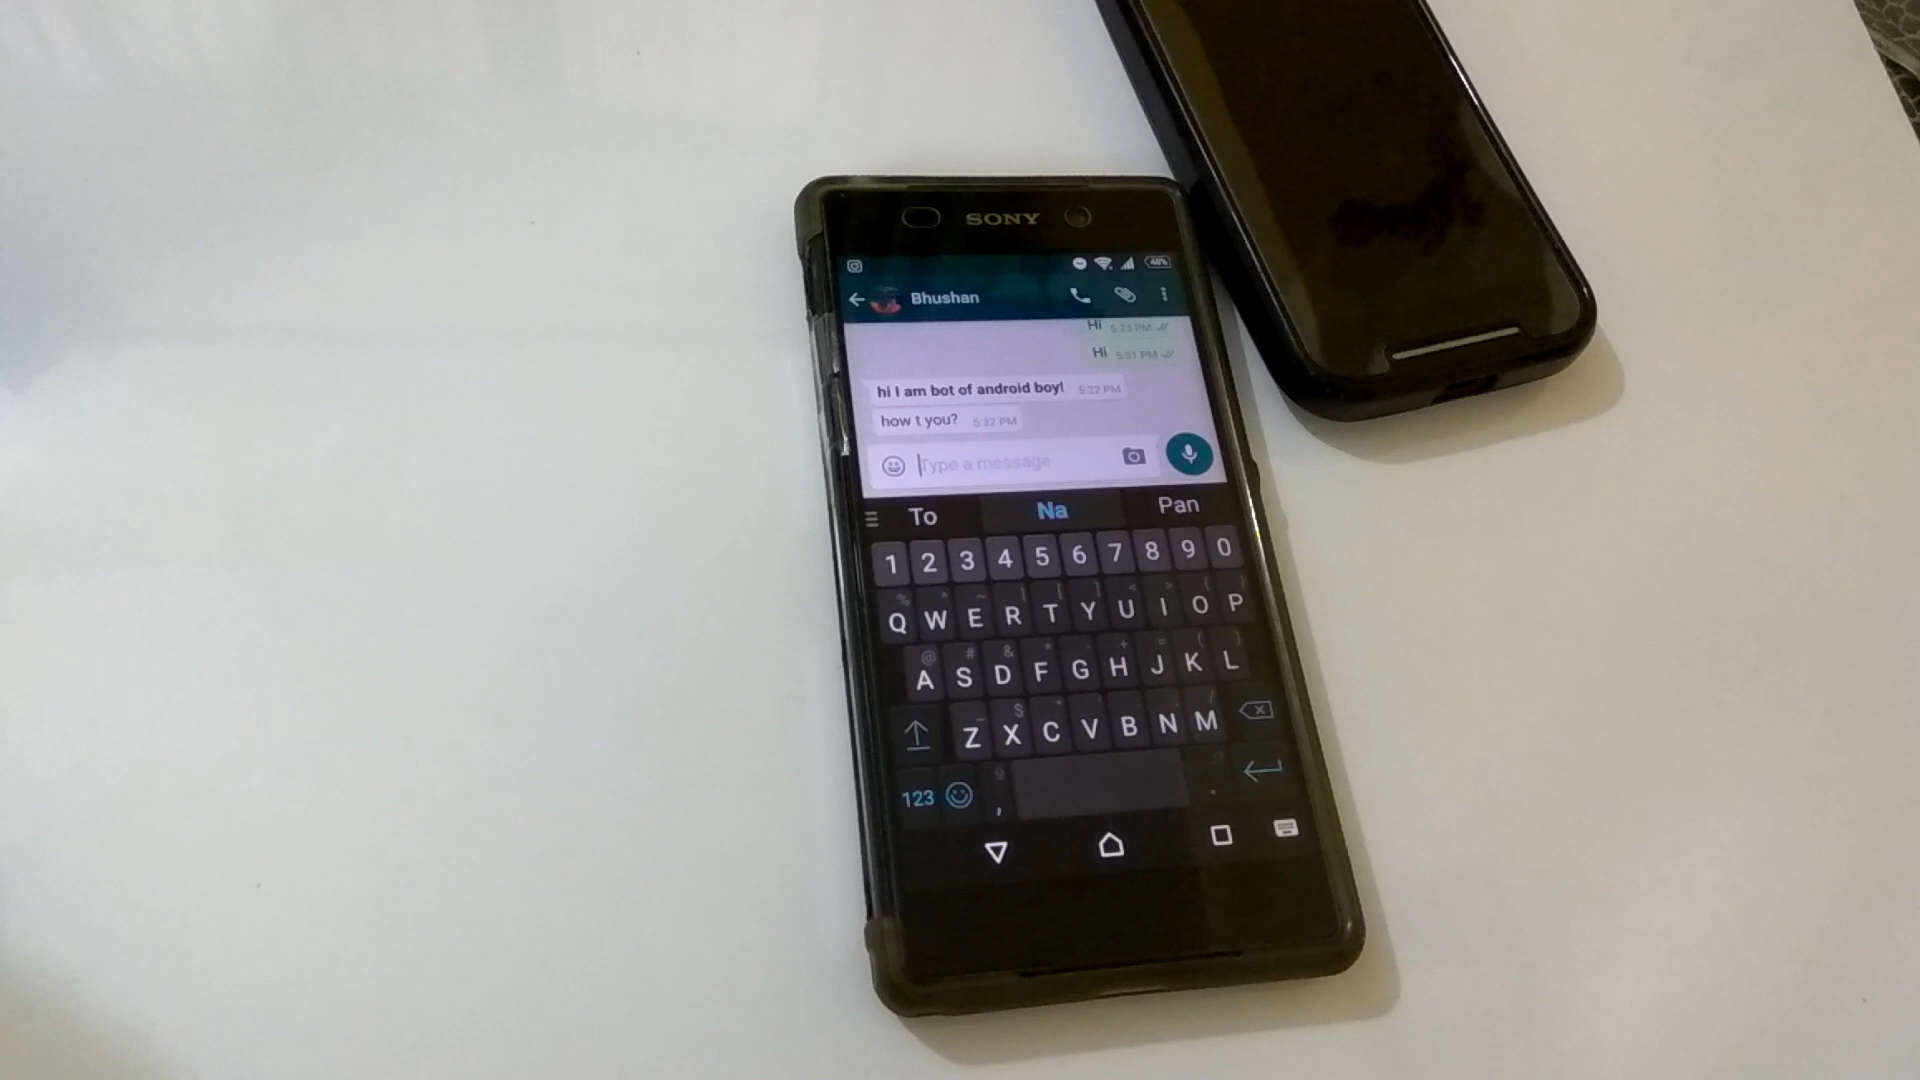 SONY
48%
Bhushan
Hi 5:23 PM
Hi 5:31 PM
hi I am bot of android boy! 5:32 PM
how t you? 5:32 PM
Type a message
To Na Pan
1 2 3 4 5 6 7 8 9 0
Q W E R T Y U I O P
A S D F G H J K L
Z X C V B N M
123 , .